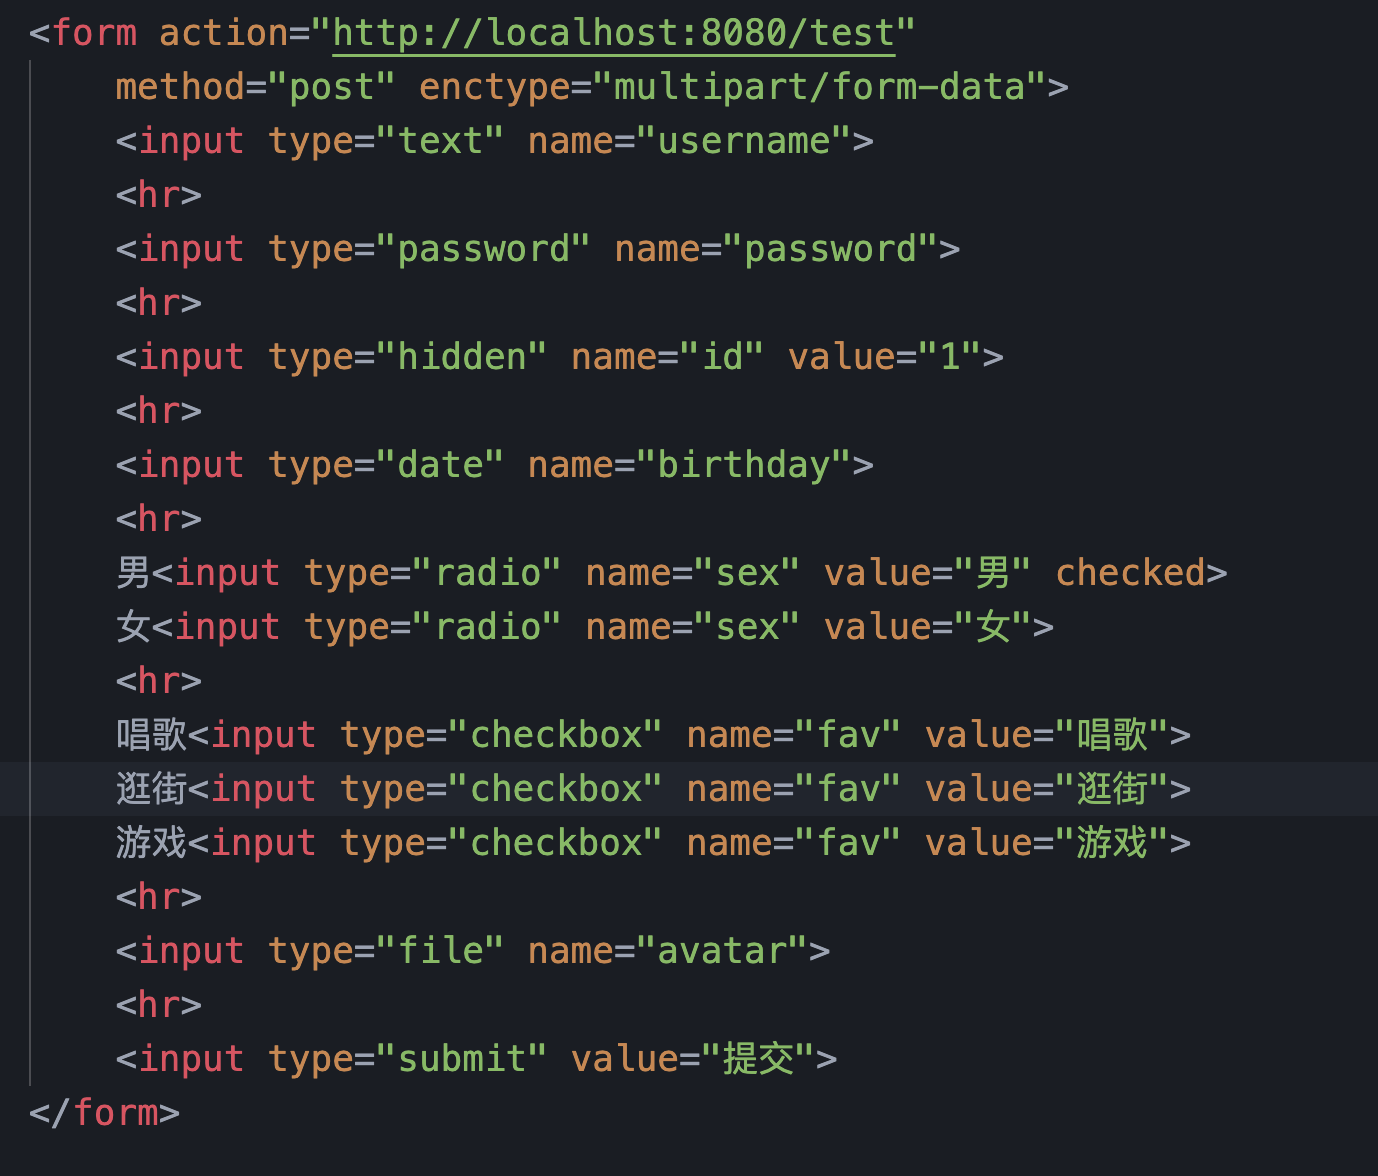 <form action="http://localhost:8080/test"
    method="post" enctype="multipart/form-data">
    <input type="text" name="username">
    <hr>
    <input type="password" name="password">
    <hr>
    <input type="hidden" name="id" value="1">
    <hr>
    <input type="date" name="birthday">
    <hr>
    男<input type="radio" name="sex" value="男" checked>
    女<input type="radio" name="sex" value="女">
    <hr>
    唱歌<input type="checkbox" name="fav" value="唱歌">
    逛街<input type="checkbox" name="fav" value="逛街">
    游戏<input type="checkbox" name="fav" value="游戏">
    <hr>
    <input type="file" name="avatar">
    <hr>
    <input type="submit" value="提交">
</form>